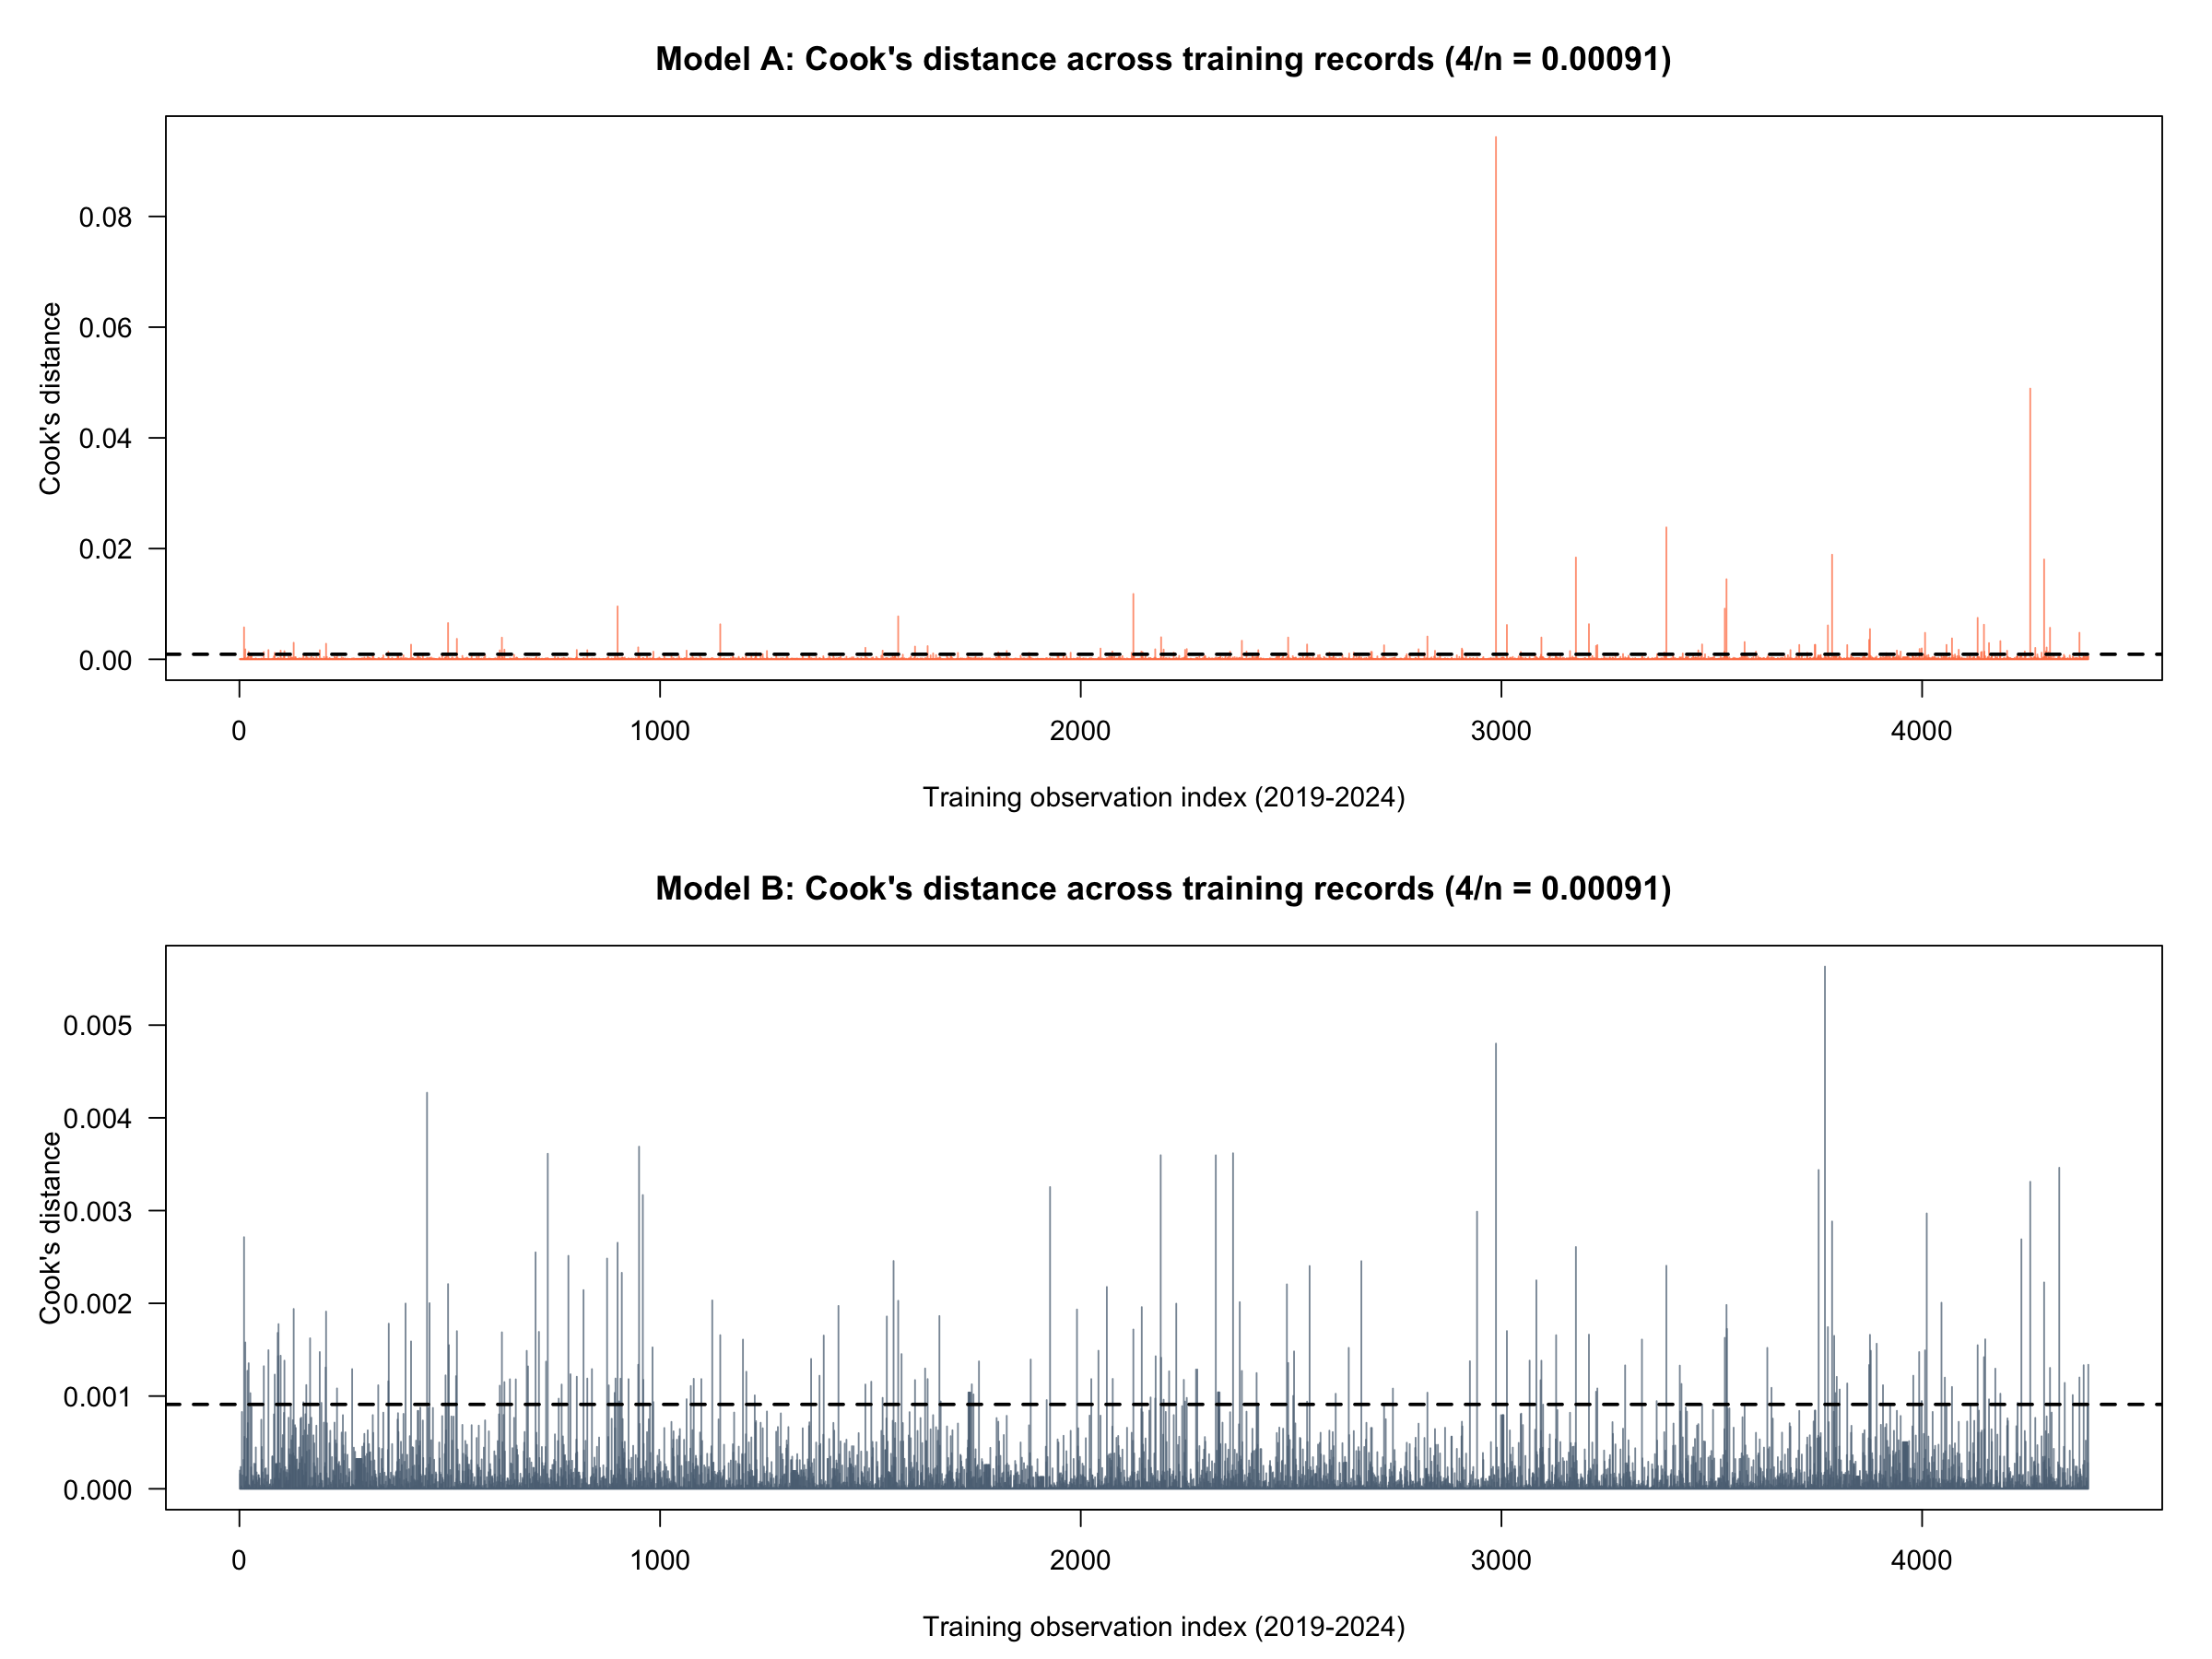 Model A: Cook's distance across training records (4/n = 0.00091)
Cook's distance
0.08
0.06
0.04
0.02
0.00
0 1000 2000 3000 4000
Training observation index (2019-2024)
Model B: Cook's distance across training records (4/n = 0.00091)
Cook's distance
0.005
0.004
0.003
0.002
0.001
0.000
0 1000 2000 3000 4000
Training observation index (2019-2024)